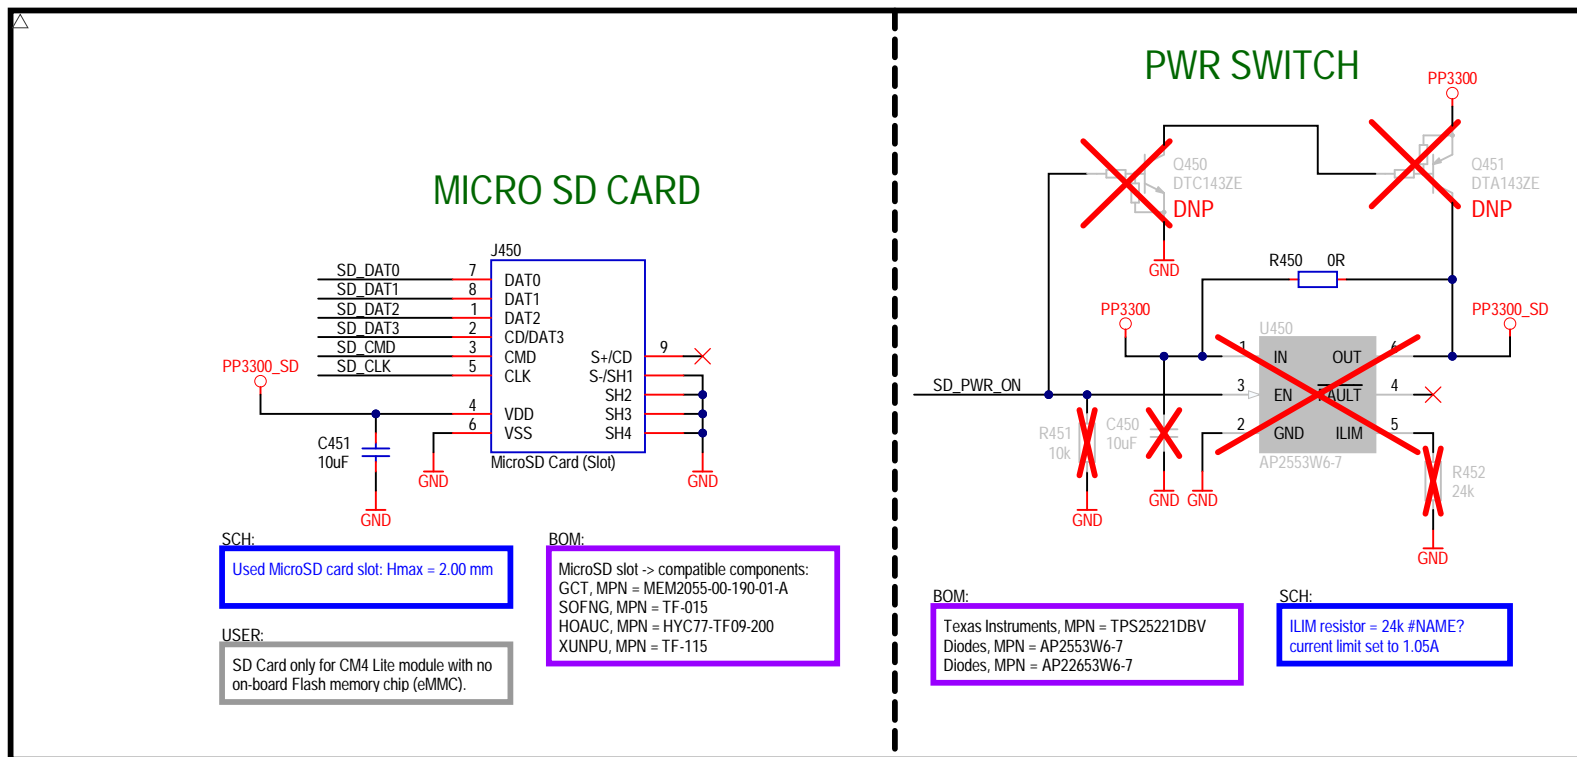 MICRO SD CARD
J450
SD_DAT0 7 DAT0
SD_DAT1 8 DAT1
SD_DAT2 1 DAT2
SD_DAT3 2 CD/DAT3
SD_CMD 3 CMD S+/CD 9
SD_CLK 5 CLK S-/SH1
PP3300_SD
SH2
4 VDD SH3
6 VSS SH4
MicroSD Card (Slot)
C451
10uF
GND
GND
GND
SCH:
Used MicroSD card slot: Hmax = 2.00 mm
USER:
SD Card only for CM4 Lite module with no
on-board Flash memory chip (eMMC).
BOM:
MicroSD slot -> compatible components:
GCT, MPN = MEM2055-00-190-01-A
SOFNG, MPN = TF-015
HOAUC, MPN = HYC77-TF09-200
XUNPU, MPN = TF-115
PWR SWITCH
PP3300
Q450
DTC143ZE
DNP
Q451
DTA143ZE
DNP
GND
R450 0R
PP3300
PP3300_SD
U450
1 IN OUT 6
SD_PWR_ON
3 EN FAULT 4
2 GND ILIM 5
AP2553W6-7
R451
10k
C450
10uF
R452
24k
GND
GND
GND
GND
BOM:
Texas Instruments, MPN = TPS25221DBV
Diodes, MPN = AP2553W6-7
Diodes, MPN = AP22653W6-7
SCH:
ILIM resistor = 24k #NAME?
current limit set to 1.05A